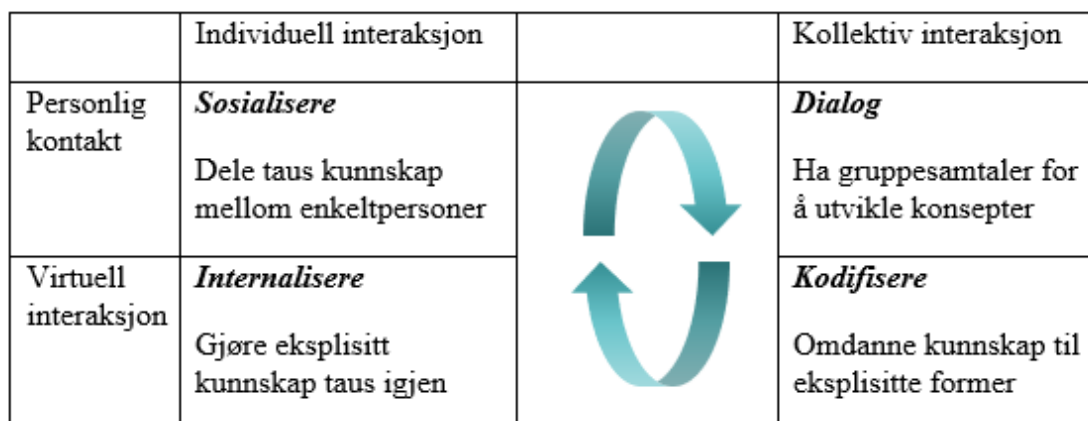 Individuell interaksjon
Kollektiv interaksjon
Personlig
kontakt
Sosialisere
Dele taus kunnskap
mellom enkeltpersoner
Dialog
Ha gruppesamtaler for
å utvikle konsepter
Virtuell
interaksjon
Internalisere
Gjøre eksplisitt
kunnskap taus igjen
Kodifisere
Omdanne kunnskap til
eksplisitte former